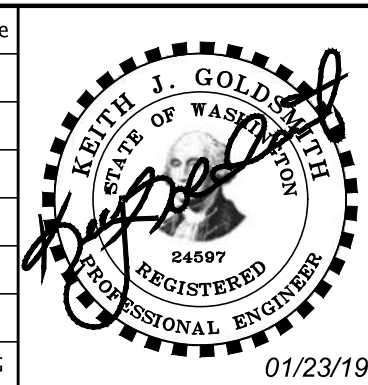 e
KEITH J. GOLDSMITH
STATE OF WASHINGTON
24597
REGISTERED
PROFESSIONAL ENGINEER
01/23/19
G